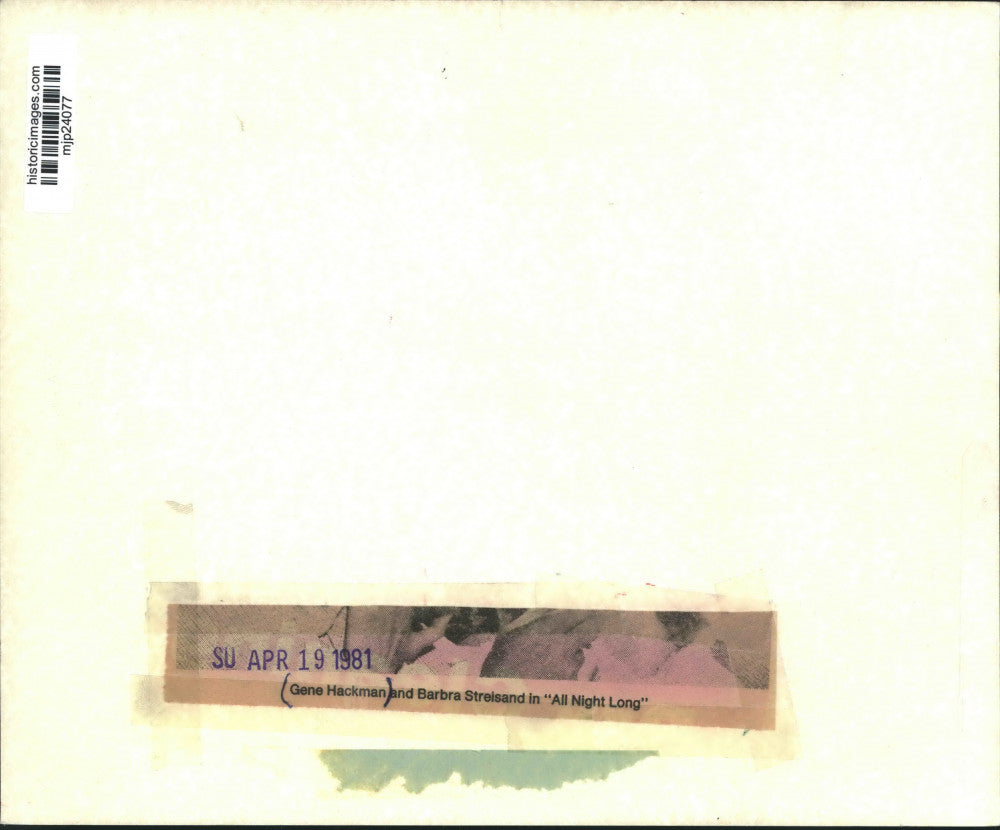 historicimages.com
mjp24077
SU APR 19 1981
(Gene Hackman) and Barbra Streisand in "All Night Long"